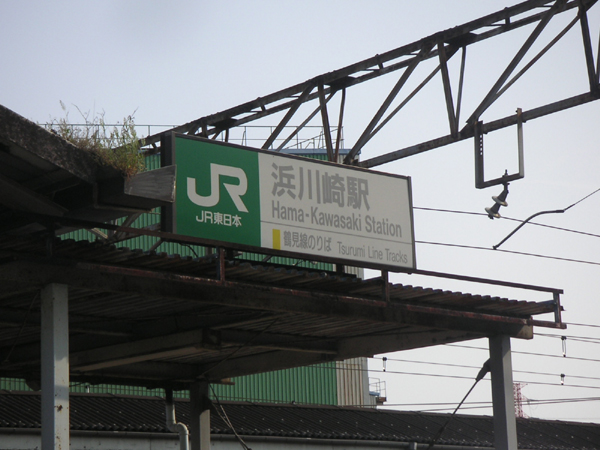 JR
JR東日本
浜川崎駅
Hama-Kawasaki Station
鶴見線のりば Tsurumi Line Tracks